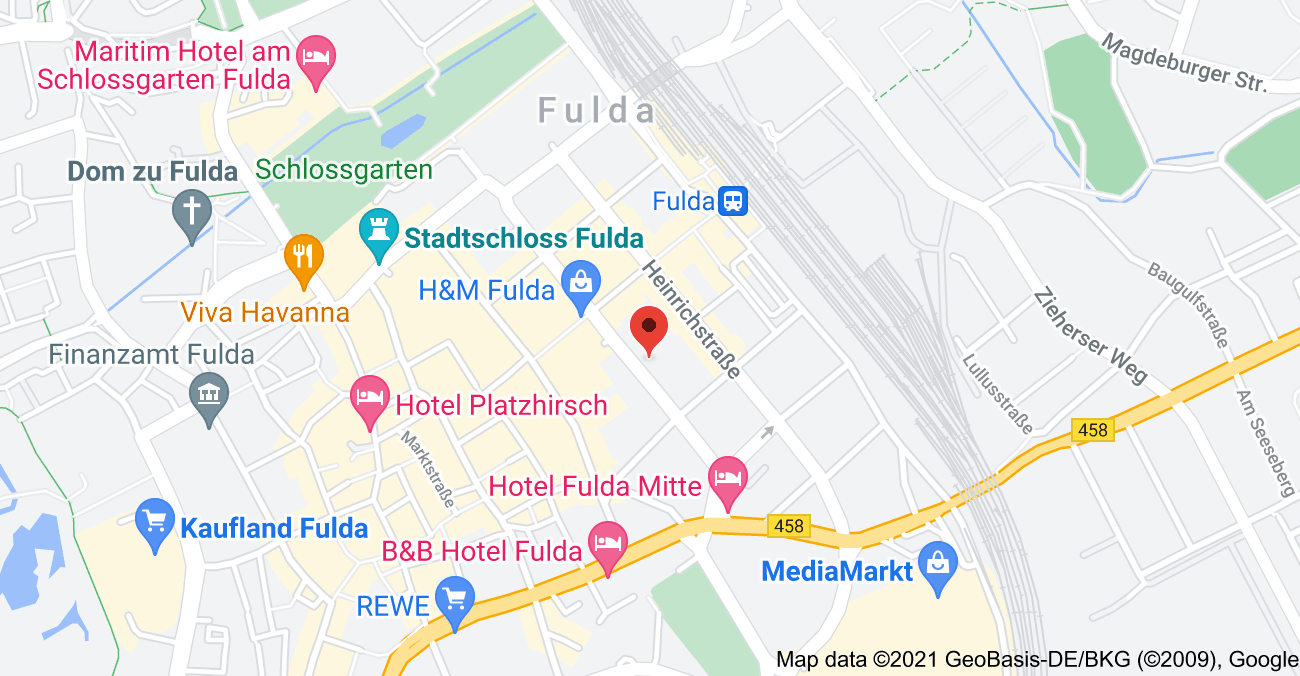 Maritim Hotel am
Schlossgarten Fulda
Magdeburger Str.
Fulda
Dom zu Fulda
Schlossgarten
Fulda
Stadtschloss Fulda
H&M Fulda
Heinrichstraße
Baugulfstraße
Viva Havanna
Zieherser Weg
Finanzamt Fulda
Lullusstraße
Hotel Platzhirsch
Am Seeseberg
458
Marktstraße
Hotel Fulda Mitte
458
Kaufland Fulda
B&B Hotel Fulda
MediaMarkt
REWE
Map data ©2021 GeoBasis-DE/BKG (©2009), Google